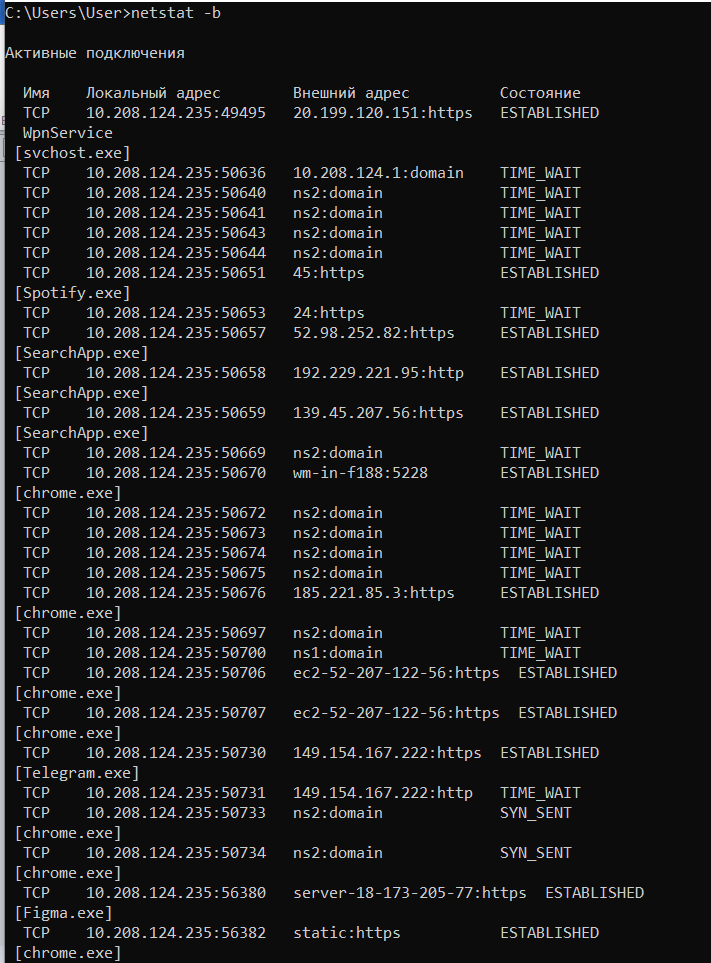 C:\Users\User>netstat -b
Активные подключения
Имя Локальный адрес Внешний адрес Состояние
TCP 10.208.124.235:49495 20.199.120.151:https ESTABLISHED
WpnService
[svchost.exe]
TCP 10.208.124.235:50636 10.208.124.1:domain TIME_WAIT
TCP 10.208.124.235:50640 ns2:domain TIME_WAIT
TCP 10.208.124.235:50641 ns2:domain TIME_WAIT
TCP 10.208.124.235:50643 ns2:domain TIME_WAIT
TCP 10.208.124.235:50644 ns2:domain TIME_WAIT
TCP 10.208.124.235:50651 45:https ESTABLISHED
[Spotify.exe]
TCP 10.208.124.235:50653 24:https TIME_WAIT
TCP 10.208.124.235:50657 52.98.252.82:https ESTABLISHED
[SearchApp.exe]
TCP 10.208.124.235:50658 192.229.221.95:http ESTABLISHED
[SearchApp.exe]
TCP 10.208.124.235:50659 139.45.207.56:https ESTABLISHED
[SearchApp.exe]
TCP 10.208.124.235:50669 ns2:domain TIME_WAIT
TCP 10.208.124.235:50670 wm-in-f188:5228 ESTABLISHED
[chrome.exe]
TCP 10.208.124.235:50672 ns2:domain TIME_WAIT
TCP 10.208.124.235:50673 ns2:domain TIME_WAIT
TCP 10.208.124.235:50674 ns2:domain TIME_WAIT
TCP 10.208.124.235:50675 ns2:domain TIME_WAIT
TCP 10.208.124.235:50676 185.221.85.3:https ESTABLISHED
[chrome.exe]
TCP 10.208.124.235:50697 ns2:domain TIME_WAIT
TCP 10.208.124.235:50700 ns1:domain TIME_WAIT
TCP 10.208.124.235:50706 ec2-52-207-122-56:https ESTABLISHED
[chrome.exe]
TCP 10.208.124.235:50707 ec2-52-207-122-56:https ESTABLISHED
[chrome.exe]
TCP 10.208.124.235:50730 149.154.167.222:https ESTABLISHED
[Telegram.exe]
TCP 10.208.124.235:50731 149.154.167.222:http TIME_WAIT
TCP 10.208.124.235:50733 ns2:domain SYN_SENT
[chrome.exe]
TCP 10.208.124.235:50734 ns2:domain SYN_SENT
[chrome.exe]
TCP 10.208.124.235:56380 server-18-173-205-77:https ESTABLISHED
[Figma.exe]
TCP 10.208.124.235:56382 static:https ESTABLISHED
[chrome.exe]